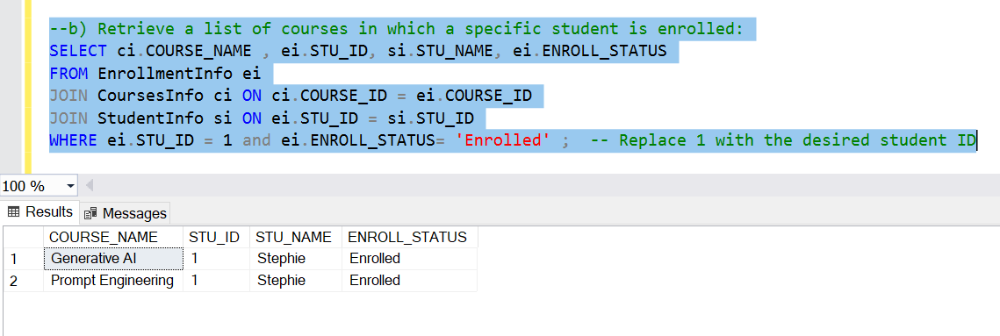 --b) Retrieve a list of courses in which a specific student is enrolled:
SELECT ci.COURSE_NAME , ei.STU_ID, si.STU_NAME, ei.ENROLL_STATUS
FROM EnrollmentInfo ei
JOIN CoursesInfo ci ON ci.COURSE_ID = ei.COURSE_ID
JOIN StudentInfo si ON ei.STU_ID = si.STU_ID
WHERE ei.STU_ID = 1 and ei.ENROLL_STATUS= 'Enrolled' ;  -- Replace 1 with the desired student ID
100 %
Results Messages
COURSE_NAME STU_ID STU_NAME ENROLL_STATUS
1 Generative AI 1 Stephie Enrolled
2 Prompt Engineering 1 Stephie Enrolled